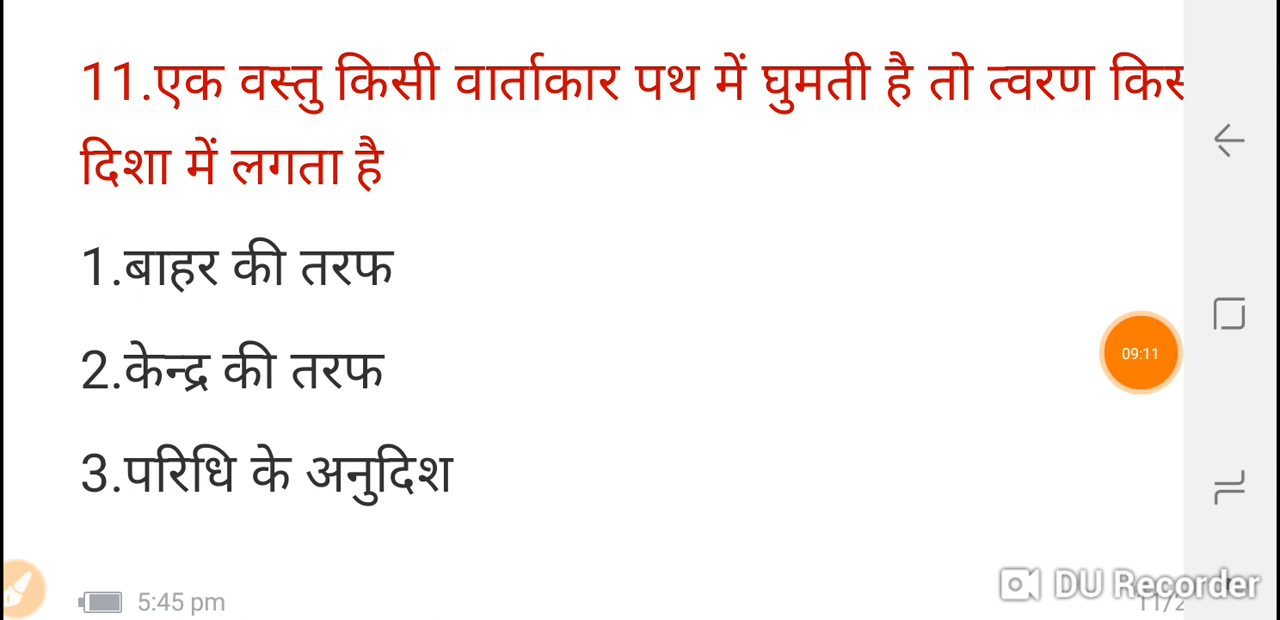 11.एक वस्तु किसी वार्ताकार पथ में घुमती है तो त्वरण किस
दिशा में लगता है
1.बाहर की तरफ
2.केन्द्र की तरफ
09:11
3.परिधि के अनुदिश
DU Recorder
5:45 pm